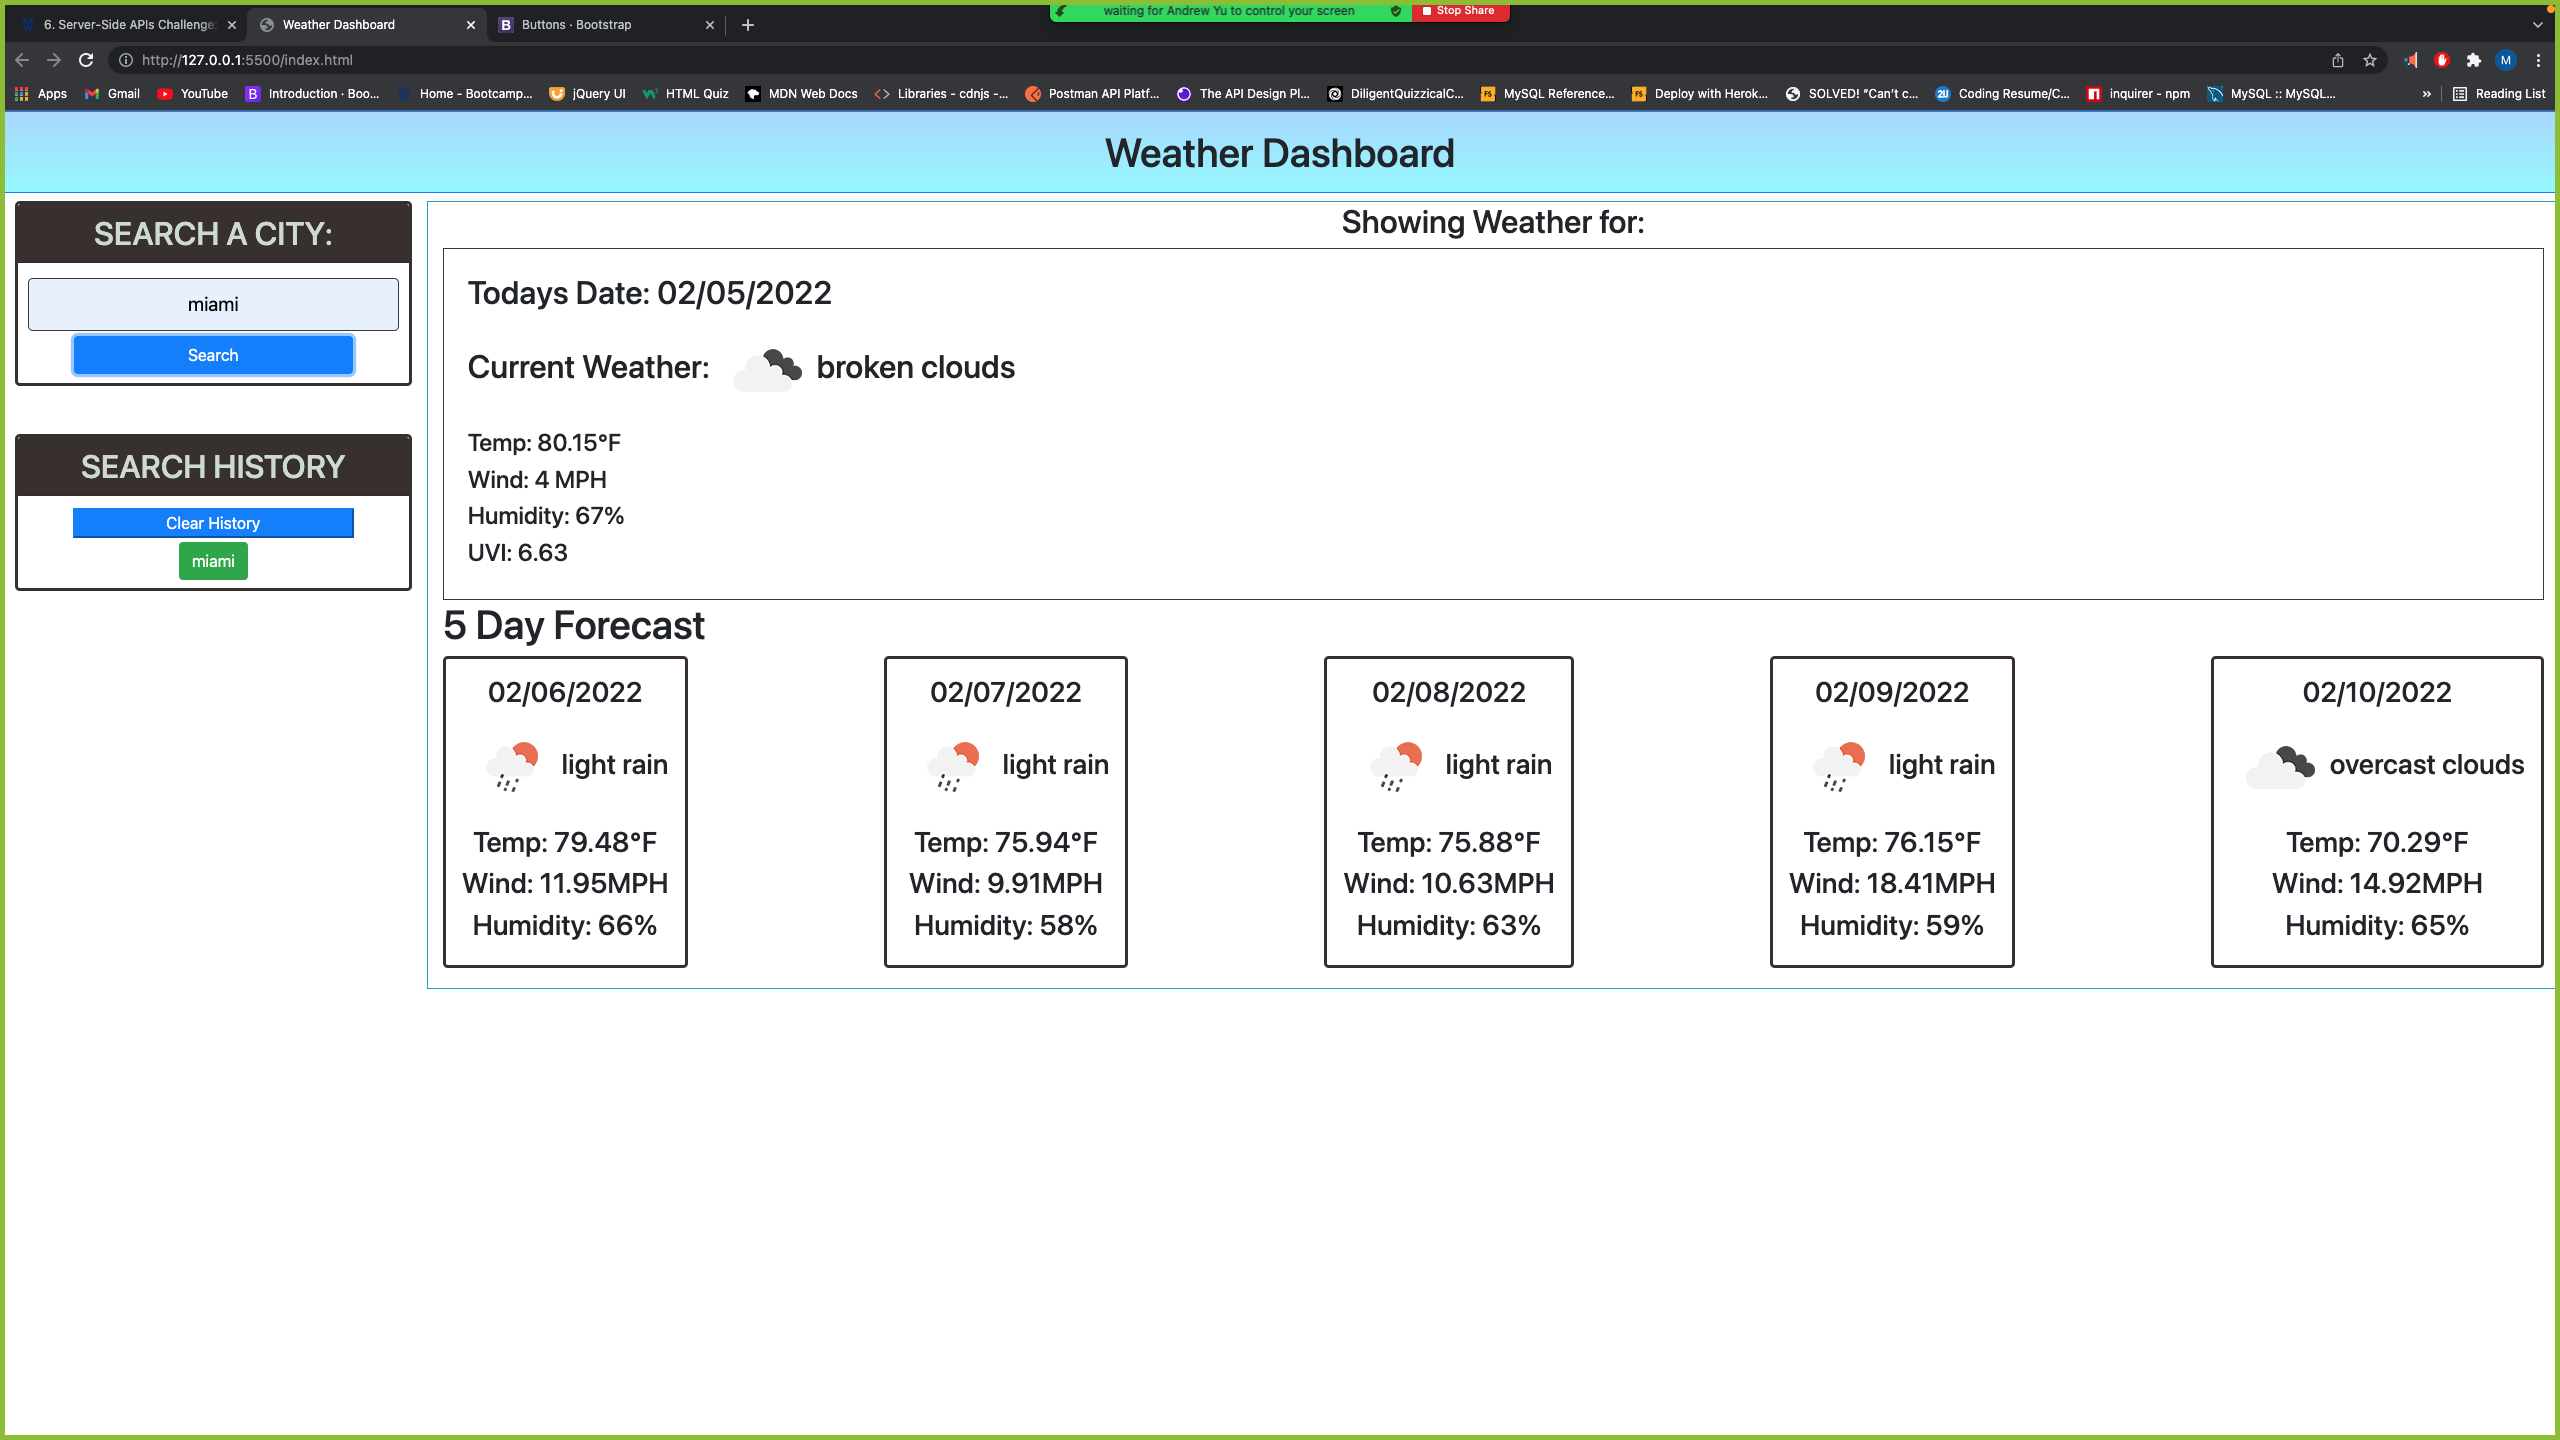 waiting for Andrew Yu to control your screen
Stop Share
6. Server-Side APIs Challenge:
Weather Dashboard
Buttons · Bootstrap
http://127.0.0.1:5500/index.html
M
Apps
Gmail
YouTube
Introduction · Boo...
Home - Bootcamp...
jQuery UI
HTML Quiz
MDN Web Docs
Libraries - cdnjs -...
Postman API Platf...
The API Design Pl...
DiligentQuizzicalC...
MySQL Reference...
Deploy with Herok...
SOLVED! "Can't c...
Coding Resume/C...
inquirer - npm
MySQL :: MySQL...
»
Reading List
Weather Dashboard
SEARCH A CITY:
miami
Search
SEARCH HISTORY
Clear History
miami
Showing Weather for:
Todays Date: 02/05/2022
Current Weather: broken clouds
Temp: 80.15°F
Wind: 4 MPH
Humidity: 67%
UVI: 6.63
5 Day Forecast
02/06/2022
light rain
Temp: 79.48°F
Wind: 11.95MPH
Humidity: 66%
02/07/2022
light rain
Temp: 75.94°F
Wind: 9.91MPH
Humidity: 58%
02/08/2022
light rain
Temp: 75.88°F
Wind: 10.63MPH
Humidity: 63%
02/09/2022
light rain
Temp: 76.15°F
Wind: 18.41MPH
Humidity: 59%
02/10/2022
overcast clouds
Temp: 70.29°F
Wind: 14.92MPH
Humidity: 65%